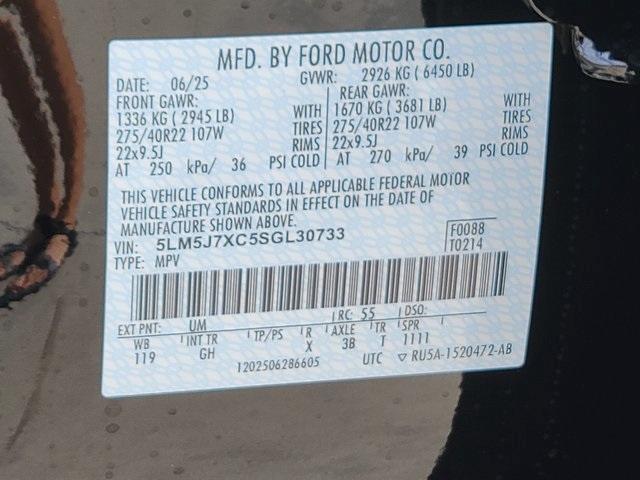 MFD. BY FORD MOTOR CO.
DATE: 06/25 GVWR: 2926 KG ( 6450 LB)
FRONT GAWR: REAR GAWR:
1336 KG ( 2945 LB) WITH 1670 KG ( 3681 LB) WITH
275/40R22 107W TIRES 275/40R22 107W TIRES
22x9.5J RIMS 22x9.5J RIMS
AT 250 kPa/ 36 PSI COLD AT 270 kPa/ 39 PSI COLD
THIS VEHICLE CONFORMS TO ALL APPLICABLE FEDERAL MOTOR
VEHICLE SAFETY STANDARDS IN EFFECT ON THE DATE OF
MANUFACTURE SHOWN ABOVE.
VIN: 5LM5J7XC5SGL30733 F0088
TYPE: MPV T0214
EXT PNT: UM RC: 55 DSO:
WB INT TR TP/PS R AXLE TR SPR
119 GH X 3B T 1111
1202506286605 UTC ▽ RU5A-1520472-AB